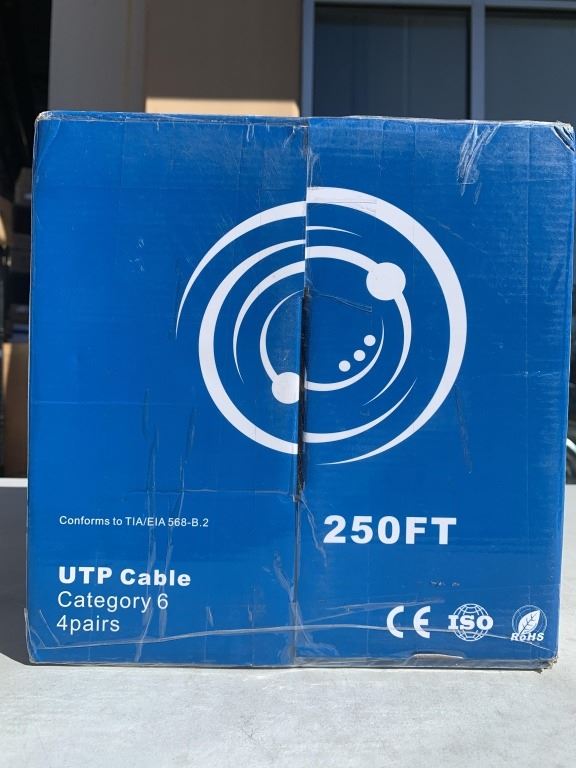 Conforms to TIA/EIA 568-B.2
250FT
UTP Cable
Category 6
4pairs
CE ISO RoHS